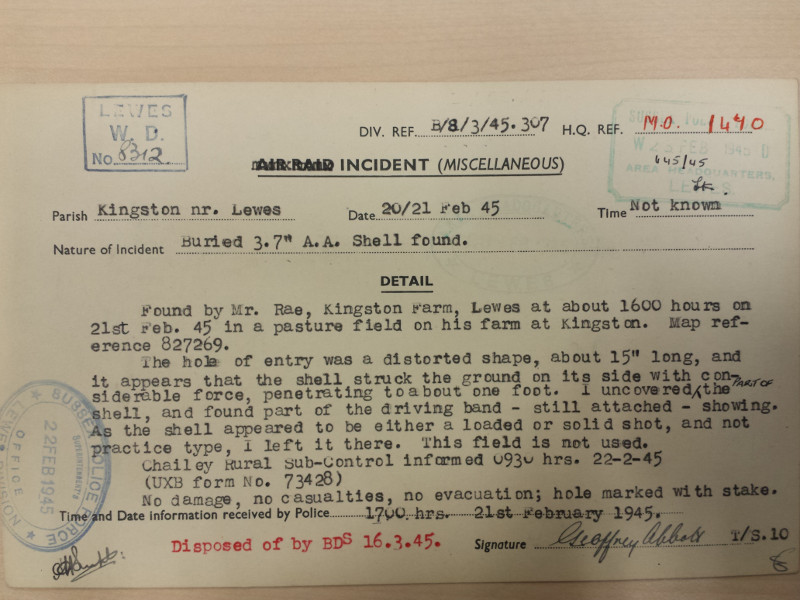 LEWES
W. D.
No. 8312
DIV. REF. B/8/3/45.307 H.Q. REF. M.O. 1440
645/45
AREA HEADQUARTERS,
LEWES
AIR RAID INCIDENT (MISCELLANEOUS)
Parish Kingston nr. Lewes Date 20/21 Feb 45 Time Not known
Nature of Incident Buried 3.7" A.A. Shell found.
DETAIL
Found by Mr. Rae, Kingston Farm, Lewes at about 1600 hours on
21st Feb. 45 in a pasture field on his farm at Kingston. Map ref-
erence 827269.
The hole of entry was a distorted shape, about 15" long, and
it appears that the shell struck the ground on its side with con-
siderable force, penetrating to about one foot. I uncovered part of the
shell, and found part of the driving band - still attached - showing.
As the shell appeared to be either a loaded or solid shot, and not
practice type, I left it there. This field is not used.
Chailey Rural Sub-Control informed 0930 hrs. 22-2-45
(UXB form No. 73428)
No damage, no casualties, no evacuation; hole marked with stake.
Time and Date information received by Police 1700 hrs. 21st February 1945.
Disposed of by BDS 16.3.45. Signature Geoffrey Abbott T/S.10
SUSSEX POLICE FORCE
SUPERINTENDENT'S
22 FEB 1945
OFFICE
LEWES DIVISION